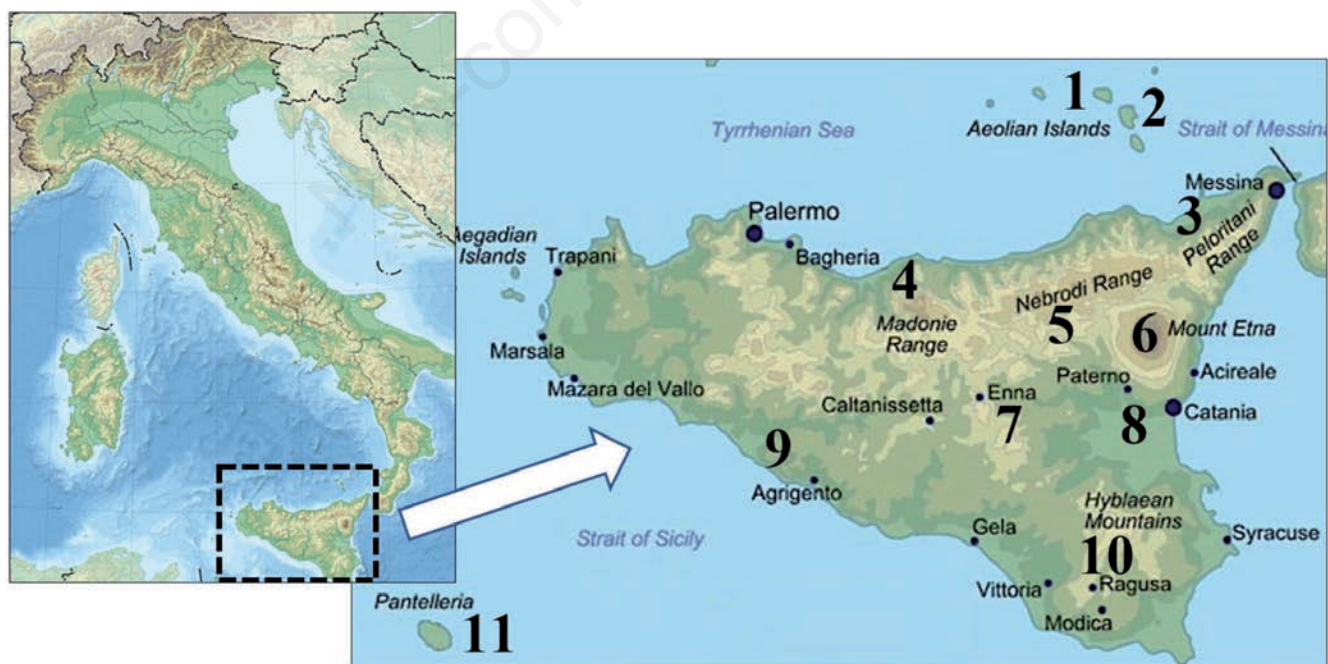 1
2
Tyrrhenian Sea
Aeolian Islands
Strait of Messina
Messina
3
Peloritani
Range
Palermo
Bagheria
Aegadian
Islands
Trapani
4
Nebrodi Range
Madonie
Range
5
6
Mount Etna
Marsala
Mazara del Vallo
Paterno
Acireale
Enna
Caltanissetta
7
8
Catania
9
Agrigento
Hyblaean
Mountains
Strait of Sicily
Gela
Syracuse
10
Vittoria
Ragusa
Modica
Pantelleria
11